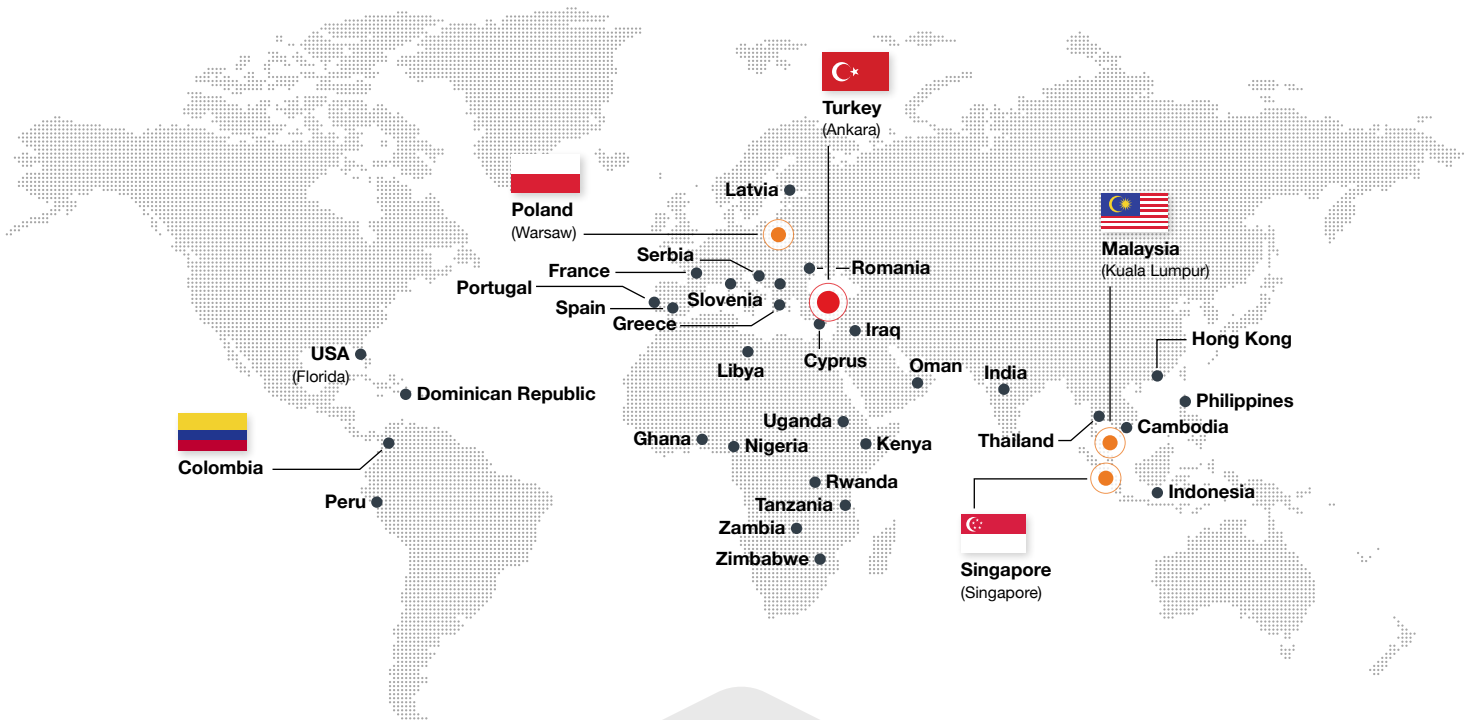 Turkey
(Ankara)
Latvia
Poland
(Warsaw)
Malaysia
(Kuala Lumpur)
Serbia
France
Romania
Portugal
Slovenia
Spain
Greece
Iraq
Cyprus
Hong Kong
USA
(Florida)
Libya
Oman
India
Dominican Republic
Philippines
Uganda
Cambodia
Colombia
Ghana
Nigeria
Kenya
Thailand
Peru
Rwanda
Indonesia
Tanzania
Zambia
Zimbabwe
Singapore
(Singapore)